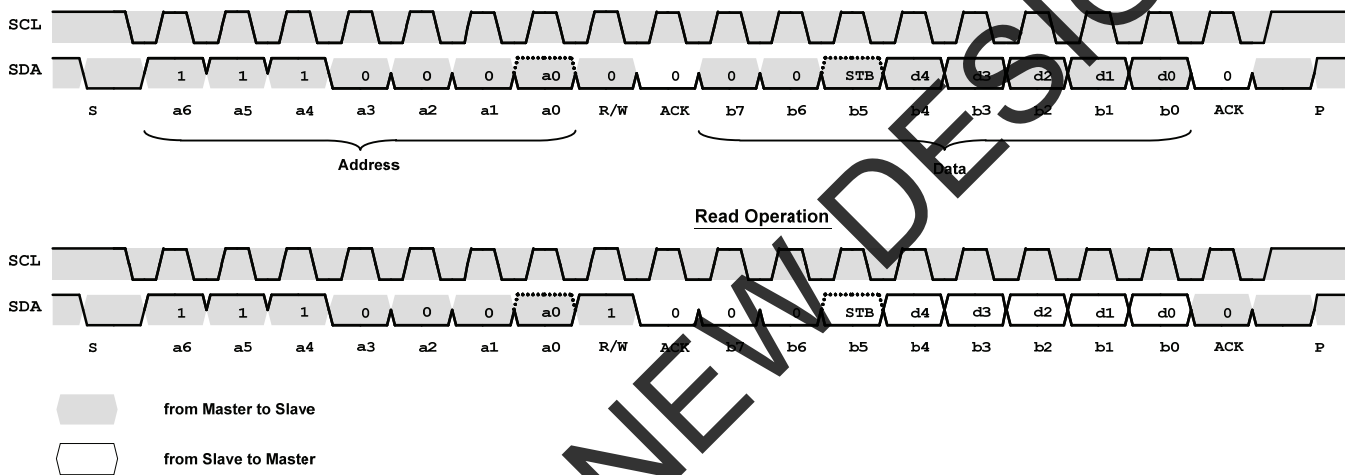 SCL
SDA 1 1 1 0 0 0 a0 0 0 0 0 STB d4 d3 d2 d1 d0 0
S a6 a5 a4 a3 a2 a1 a0 R/W ACK b7 b6 b5 b4 b3 b2 b1 b0 ACK P
Address Data
Read Operation
SCL
SDA 1 1 1 0 0 0 a0 1 0 0 0 STB d4 d3 d2 d1 d0 0
S a6 a5 a4 a3 a2 a1 a0 R/W ACK b7 b6 b5 b4 b3 b2 b1 b0 ACK P
from Master to Slave
from Slave to Master
NEW DESIG